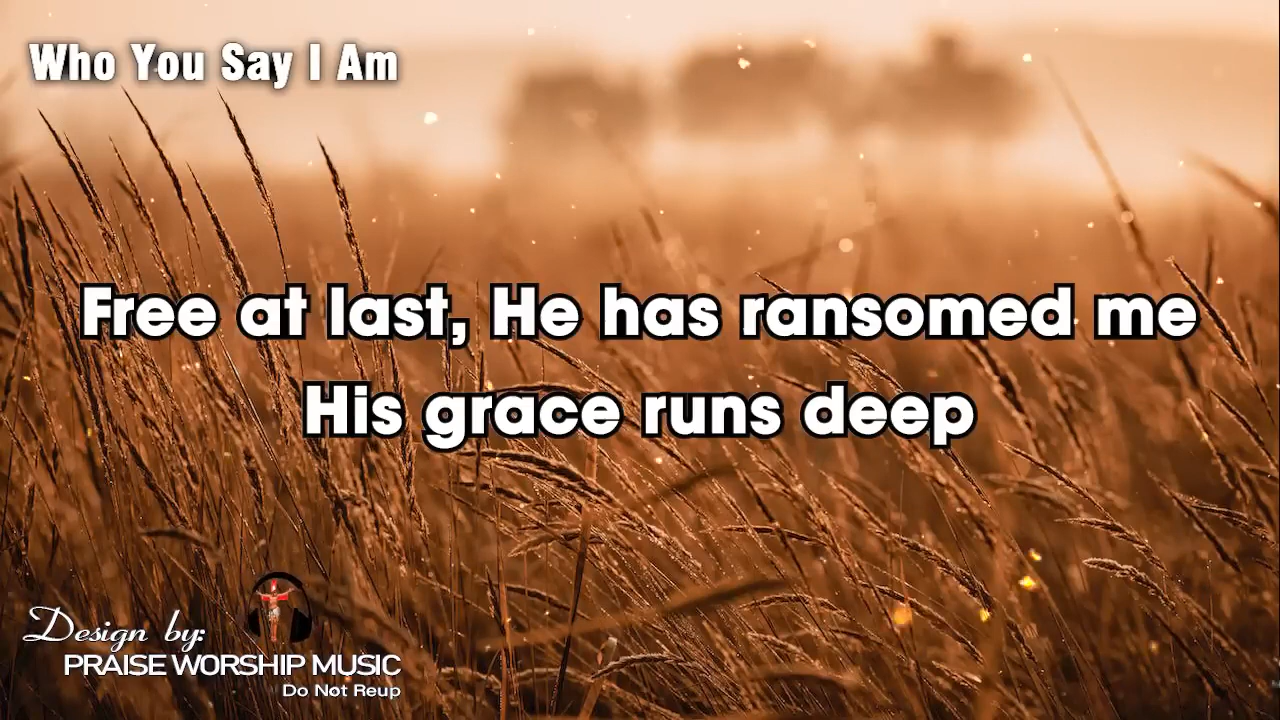 Who You Say I Am
Free at last, He has ransomed me
His grace runs deep
Design by:
PRAISE WORSHIP MUSIC
Do Not Reup